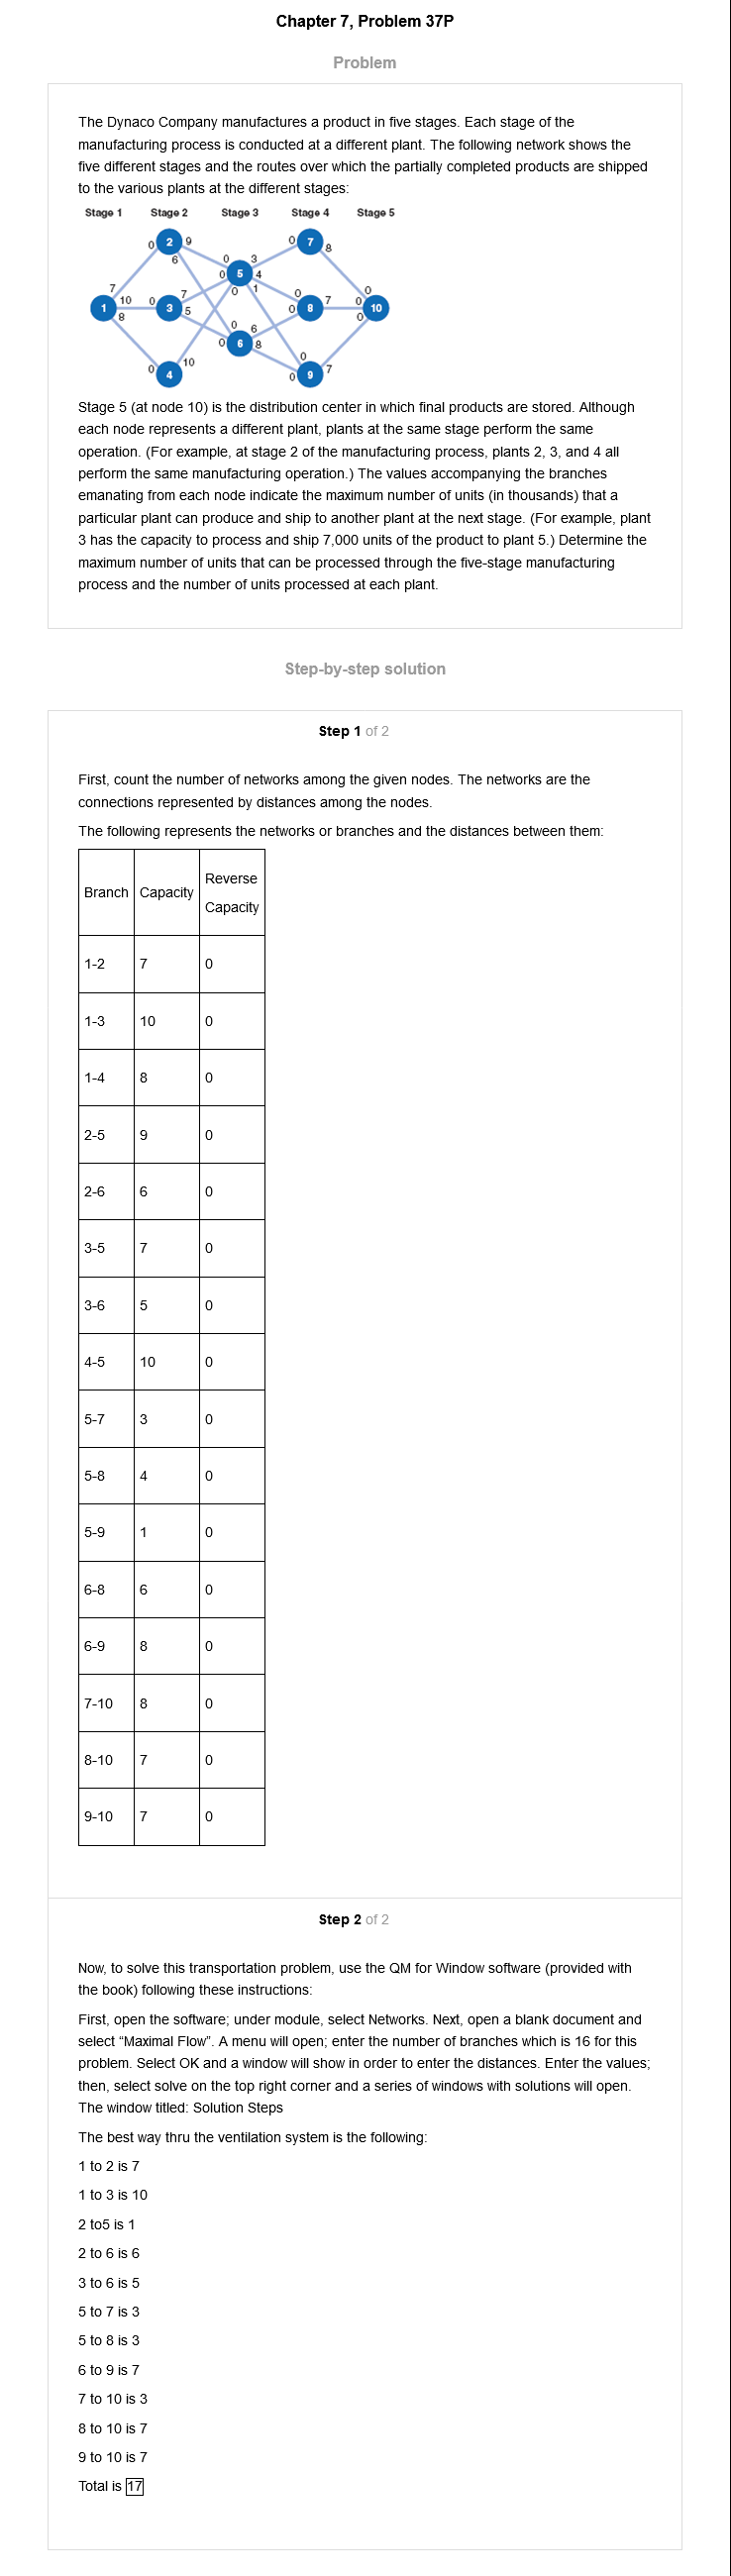 Chapter 7, Problem 37P
Problem
The Dynaco Company manufactures a product in five stages. Each stage of the
manufacturing process is conducted at a different plant. The following network shows the
five different stages and the routes over which the partially completed products are shipped
to the various plants at the different stages:
Stage 1 Stage 2 Stage 3 Stage 4 Stage 5
0 2 9 0 7 8
6 0 3
0 5 4
7 10 0 3 7 0 1 0 0
1 5 0 8 7 0 10
8 0 6 0
0 6 8
10 0
0 4 0 9 7
Stage 5 (at node 10) is the distribution center in which final products are stored. Although
each node represents a different plant, plants at the same stage perform the same
operation. (For example, at stage 2 of the manufacturing process, plants 2, 3, and 4 all
perform the same manufacturing operation.) The values accompanying the branches
emanating from each node indicate the maximum number of units (in thousands) that a
particular plant can produce and ship to another plant at the next stage. (For example, plant
3 has the capacity to process and ship 7,000 units of the product to plant 5.) Determine the
maximum number of units that can be processed through the five-stage manufacturing
process and the number of units processed at each plant.
Step-by-step solution
Step 1 of 2
First, count the number of networks among the given nodes. The networks are the
connections represented by distances among the nodes.
The following represents the networks or branches and the distances between them:
Branch Capacity Reverse Capacity
1-2 7 0
1-3 10 0
1-4 8 0
2-5 9 0
2-6 6 0
3-5 7 0
3-6 5 0
4-5 10 0
5-7 3 0
5-8 4 0
5-9 1 0
6-8 6 0
6-9 8 0
7-10 8 0
8-10 7 0
9-10 7 0
Step 2 of 2
Now, to solve this transportation problem, use the QM for Window software (provided with
the book) following these instructions:
First, open the software; under module, select Networks. Next, open a blank document and
select “Maximal Flow”. A menu will open; enter the number of branches which is 16 for this
problem. Select OK and a window will show in order to enter the distances. Enter the values;
then, select solve on the top right corner and a series of windows with solutions will open.
The window titled: Solution Steps
The best way thru the ventilation system is the following:
1 to 2 is 7
1 to 3 is 10
2 to5 is 1
2 to 6 is 6
3 to 6 is 5
5 to 7 is 3
5 to 8 is 3
6 to 9 is 7
7 to 10 is 3
8 to 10 is 7
9 to 10 is 7
Total is 17